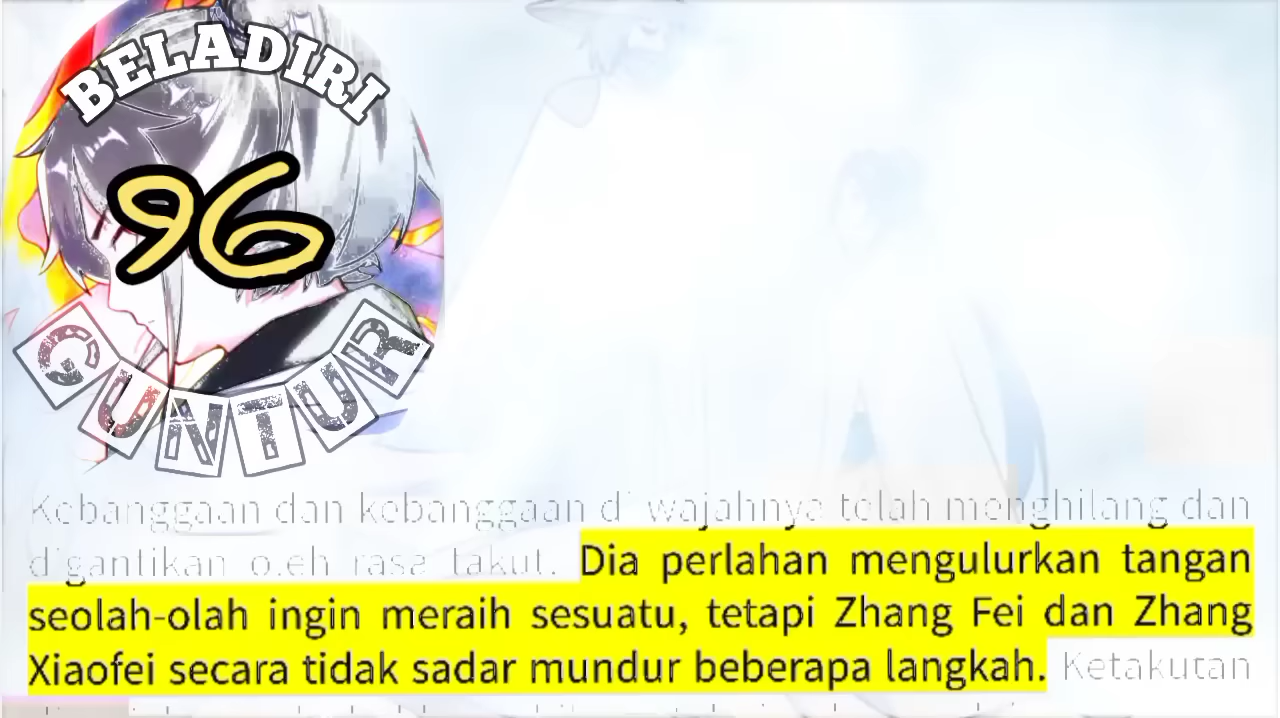 BELADIRI
96
GUNTUR
Kebanggaan dan kebanggaan di wajahnya telah menghilang dan
digantikan oleh rasa takut. Dia perlahan mengulurkan tangan
seolah-olah ingin meraih sesuatu, tetapi Zhang Fei dan Zhang
Xiaofei secara tidak sadar mundur beberapa langkah. Ketakutan